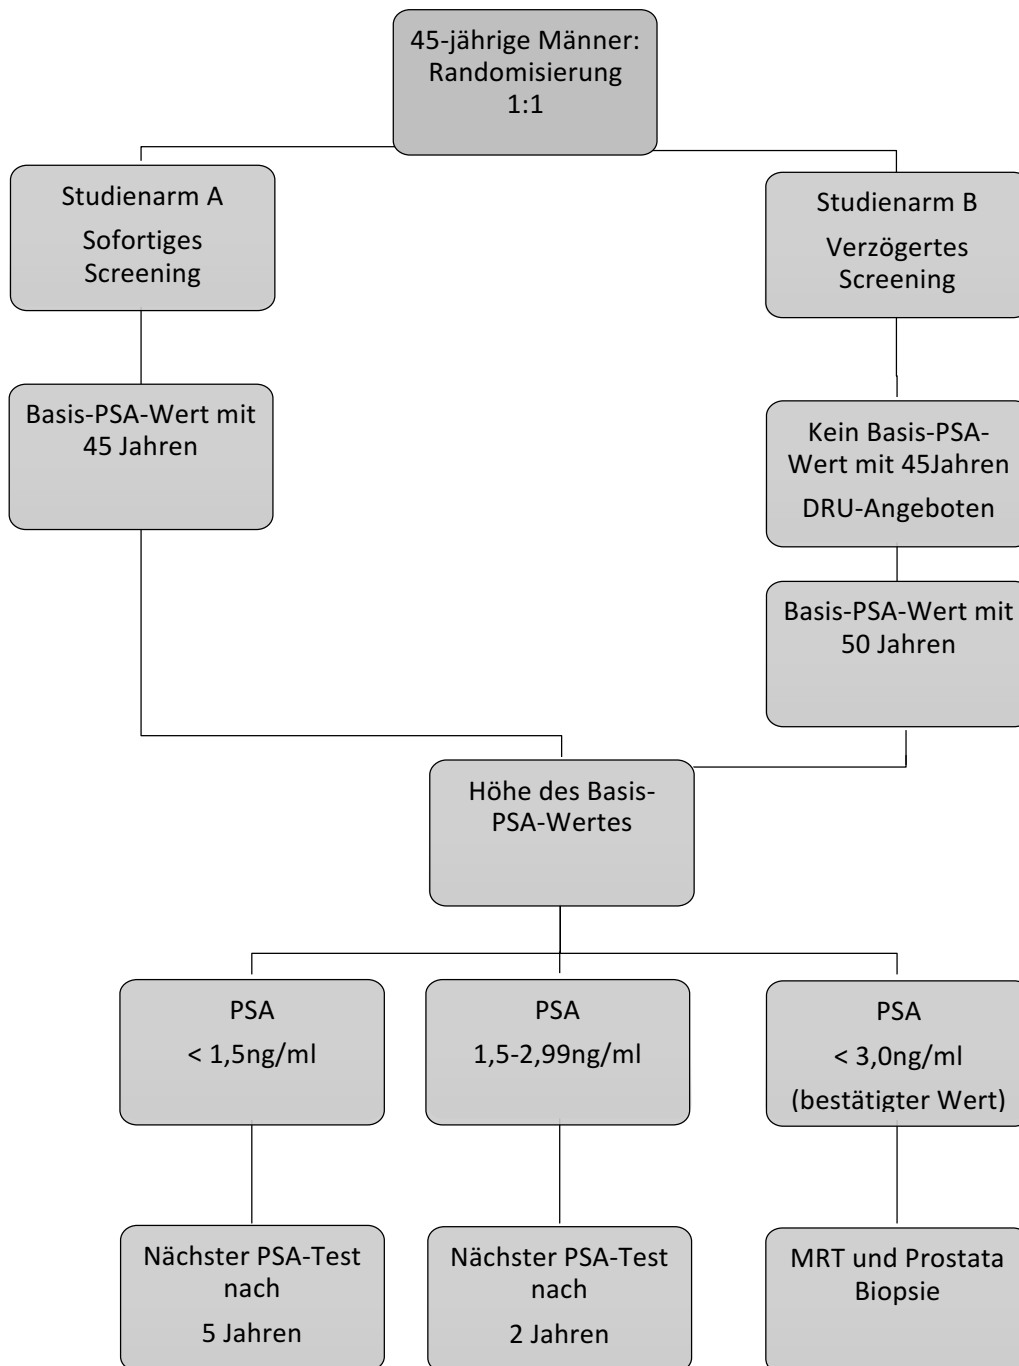 45-jährige Männer:
Randomisierung
1:1
Studienarm A
Sofortiges
Screening
Studienarm B
Verzögertes
Screening
Basis-PSA-Wert mit
45 Jahren
Kein Basis-PSA-
Wert mit 45Jahren
DRU-Angeboten
Basis-PSA-Wert mit
50 Jahren
Höhe des Basis-
PSA-Wertes
PSA
< 1,5ng/ml
PSA
1,5-2,99ng/ml
PSA
< 3,0ng/ml
(bestätigter Wert)
Nächster PSA-Test
nach
5 Jahren
Nächster PSA-Test
nach
2 Jahren
MRT und Prostata
Biopsie